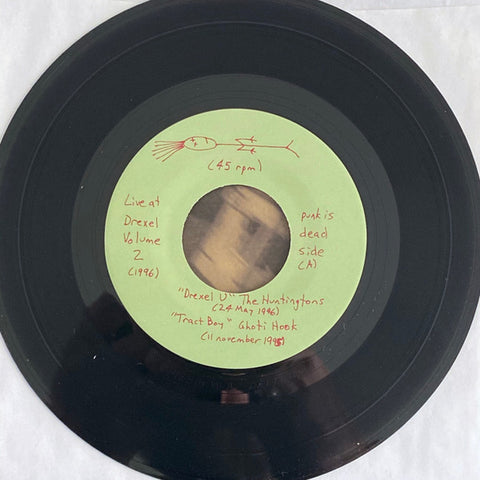 (45 rpm)
Live at
Drexel
Volume
2
(1996)
punk is
dead
side
(A)
"Drexel U" The Huntingtons
(24 May 1996)
"Tract Boy" Ghoti Hook
(11 november 1995)